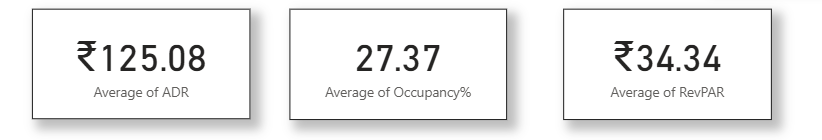 ₹125.08
Average of ADR
27.37
Average of Occupancy%
₹34.34
Average of RevPAR